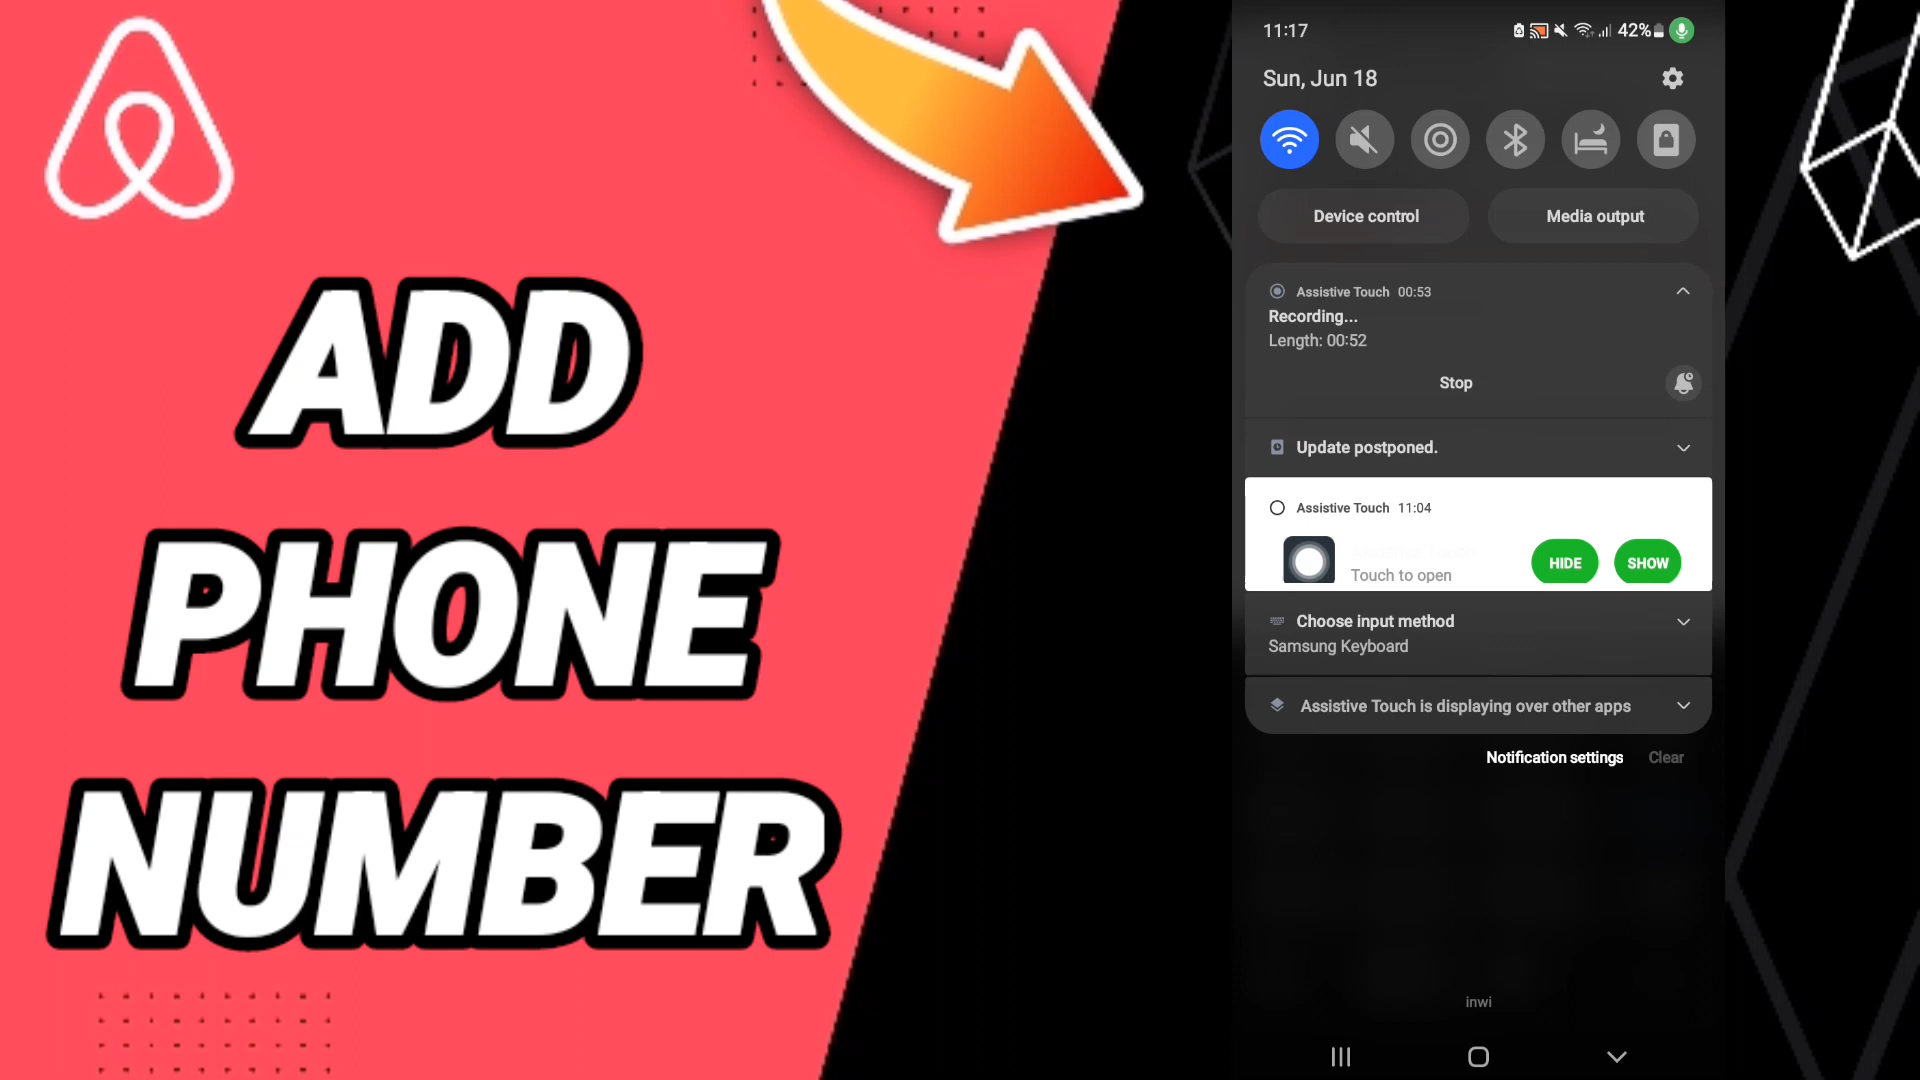 ADD
PHONE
NUMBER
11:17
42%
Sun, Jun 18
Device control
Media output
Assistive Touch 00:53
Recording...
Length: 00:52
Stop
Update postponed.
Assistive Touch 11:04
Assistive Touch
Touch to open
HIDE
SHOW
Choose input method
Samsung Keyboard
Assistive Touch is displaying over other apps
Notification settings
Clear
inwi